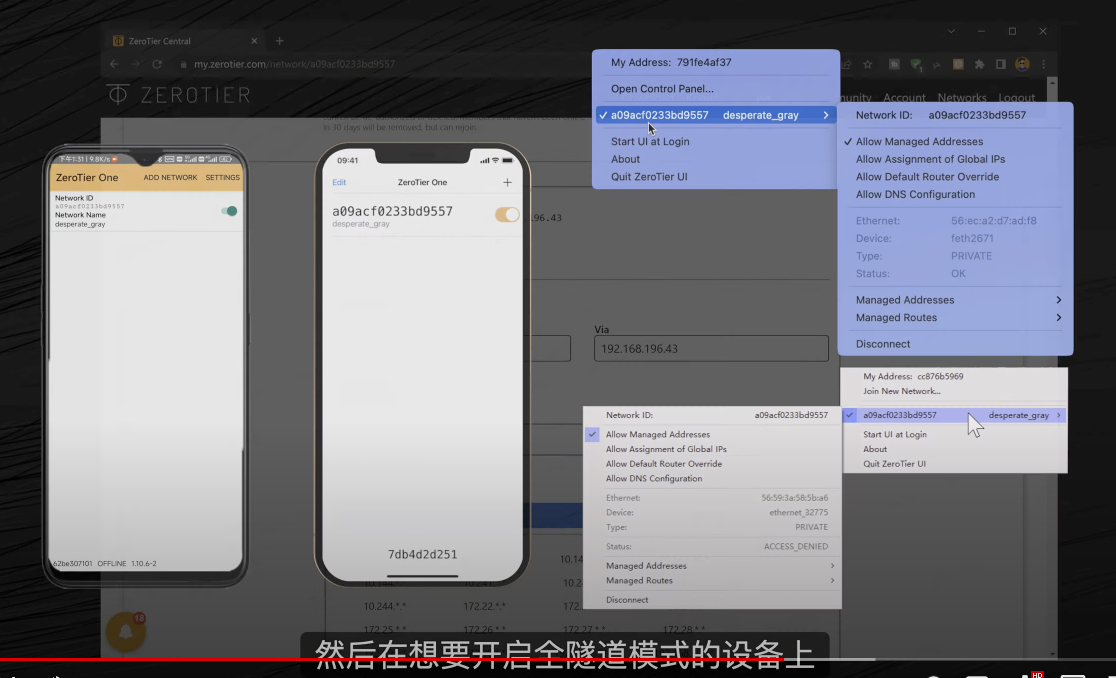 ZeroTier Central
my.zerotier.com/network/a09acf0233bd9557
ZEROTIER
Account Networks Logout
in 30 days will be removed, but can rejoin
下午1:31 | 9.8K/s
ZeroTier One ADD NETWORK SETTINGS
Network ID
a09acf0233bd9557
Network Name
desperate_gray
62be307101 OFFLINE 1.10.6-2
09:41
Edit ZeroTier One +
a09acf0233bd9557
desperate_gray
7db4d2d251
My Address: 791fe4af37
Open Control Panel...
a09acf0233bd9557 desperate_gray
Start UI at Login
About
Quit ZeroTier UI
Network ID: a09acf0233bd9557
Allow Managed Addresses
Allow Assignment of Global IPs
Allow Default Router Override
Allow DNS Configuration
Ethernet: 56:ec:a2:d7:ad:f8
Device: feth2671
Type: PRIVATE
Status: OK
Managed Addresses
Managed Routes
Disconnect
.96.43
Via
192.168.196.43
My Address: cc876b5969
Join New Network...
a09acf0233bd9557 desperate_gray
Start UI at Login
About
Quit ZeroTier UI
Network ID: a09acf0233bd9557
Allow Managed Addresses
Allow Assignment of Global IPs
Allow Default Router Override
Allow DNS Configuration
Ethernet: 56:59:3a:58:5b:a6
Device: ethernet_32775
Type: PRIVATE
Status: ACCESS_DENIED
Managed Addresses
Managed Routes
Disconnect
10.244.*.* 172.22.*.* 172.
172.25.*.* 172.26.*.* 172.27.*.* 172.28.*.*
18
然后在想要开启全隧道模式的设备上
HD